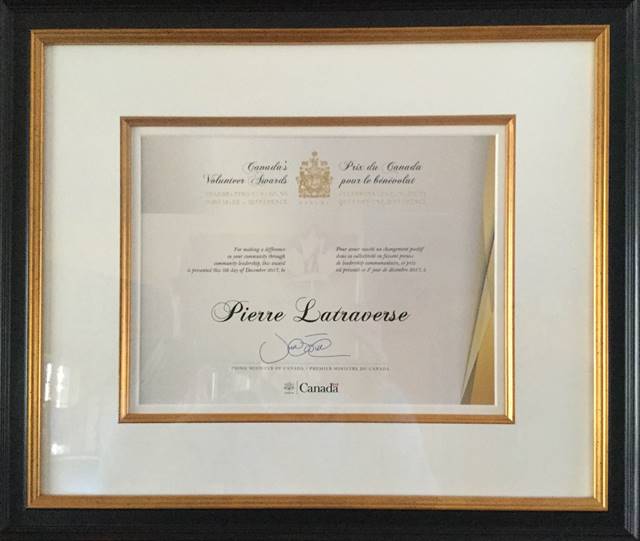 Canada's
Volunteer Awards
Prix du Canada
pour le bénévolat
CANADA
For making a difference
in your community through
community leadership, this award
is presented this 5th day of December 2017, to
Pour avoir suscité un changement positif
dans sa collectivité en faisant preuve
de leadership communautaire, ce prix
est présenté ce 5e jour de décembre 2017, à
Pierre Latraverse
PRIME MINISTER OF CANADA / PREMIER MINISTRE DU CANADA
Canada